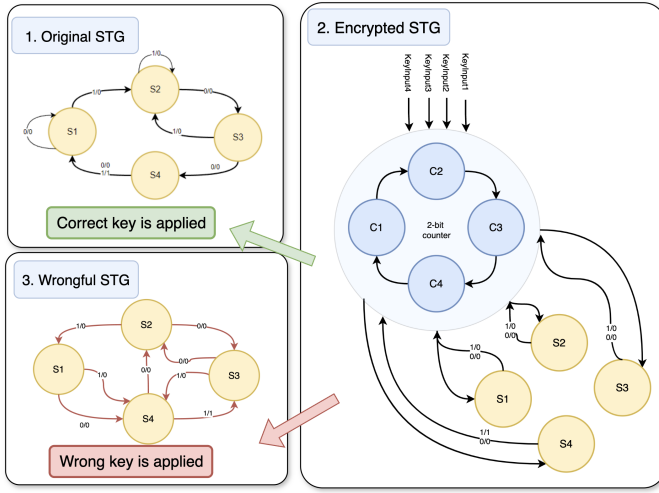 1. Original STG
1/0
S2
1/0
0/0
0/0
S1
S3
1/0
0/0
1/1
S4
0/0
Correct key is applied
3. Wrongful STG
S2
1/0
0/0
S1
1/0
0/0
0/0
1/0
S3
0/0
S4
1/1
Wrong key is applied
2. Encrypted STG
KeyInput4
KeyInput3
KeyInput2
KeyInput1
C2
C1
2-bit
counter
C3
C4
1/0
0/0
S2
1/0
0/0
S1
1/0
0/0
S3
1/1
0/0
S4